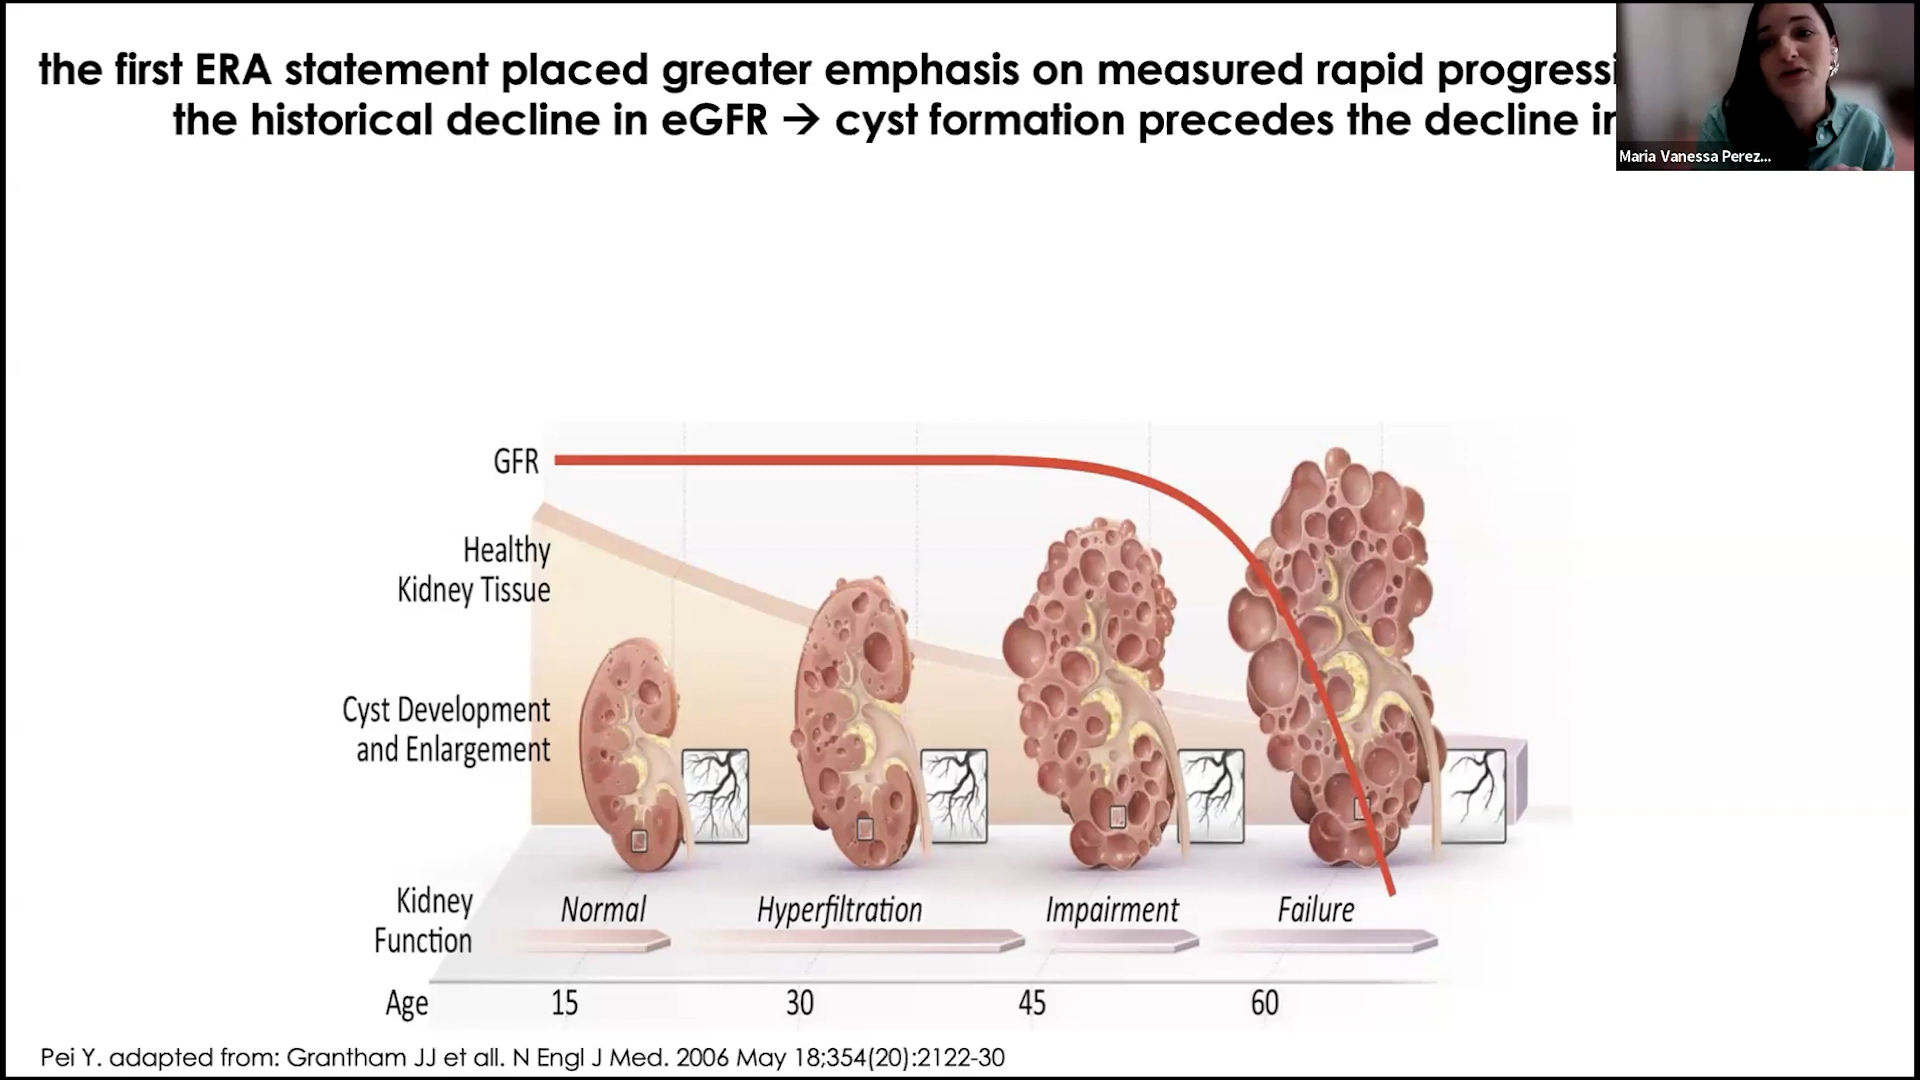 the first ERA statement placed greater emphasis on measured rapid
the historical decline in eGFR → cyst formation precedes the decline
Maria Vanessa Perez...
GFR
Healthy
Kidney Tissue
Cyst Development
and Enlargement
Kidney
Function
Normal
Hyperfiltration
Impairment
Failure
Age
15
30
45
60
Pei Y. adapted from: Grantham JJ et all. N Engl J Med. 2006 May 18;354(20):2122-30